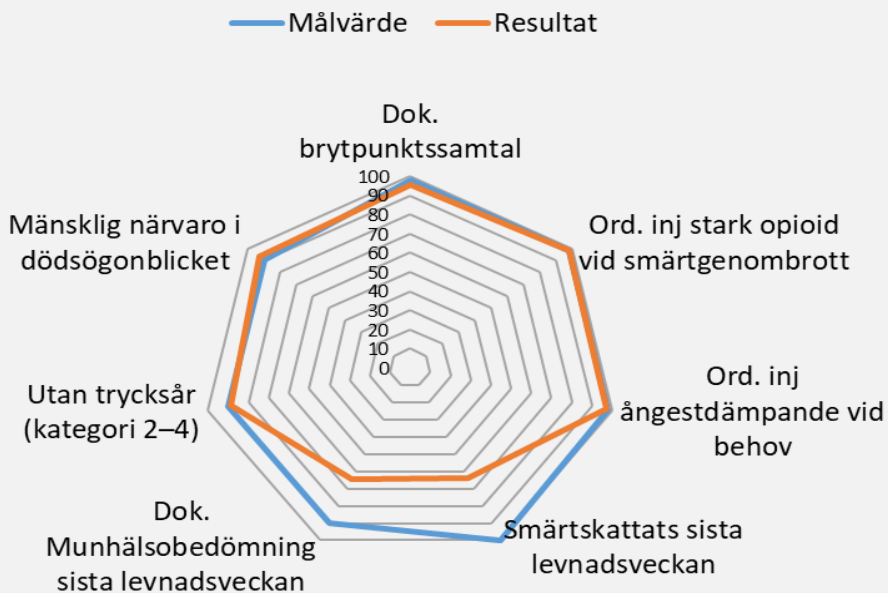 Målvärde Resultat
Dok.
brytpunktssamtal
100
90
80
70
60
50
40
30
20
10
0
Ord. inj stark opioid
vid smärtgenombrott
Ord. inj
ångestdämpande vid
behov
Smärtskattats sista
levnadsveckan
Dok.
Munhälsobedömning
sista levnadsveckan
Utan trycksår
(kategori 2–4)
Mänsklig närvaro i
dödsögonblicket